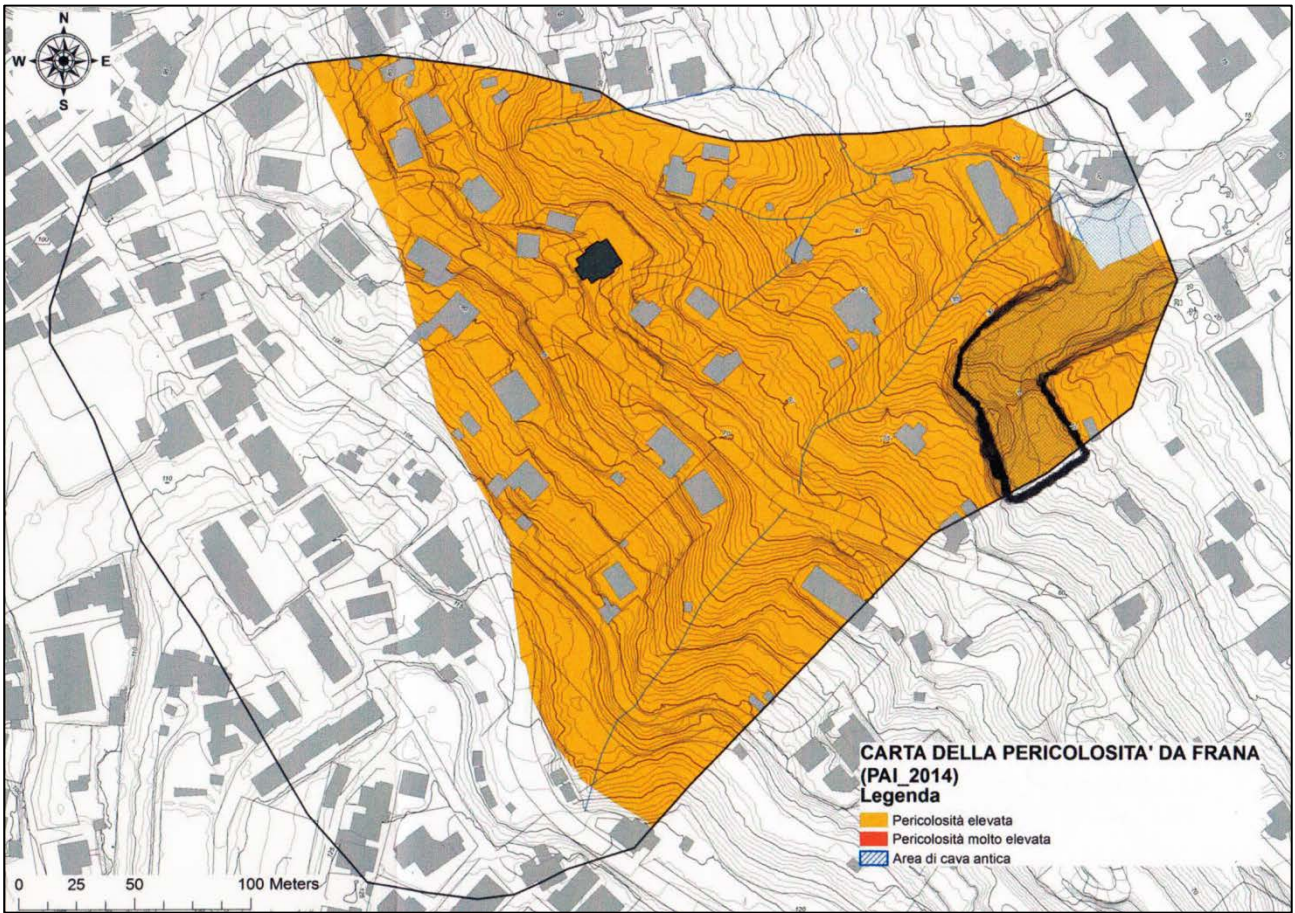 N
W E
S
CARTA DELLA PERICOLOSITA' DA FRANA
(PAI_2014)
Legenda
Pericolosità elevata
Pericolosità molto elevata
Area di cava antica
0 25 50 100 Meters